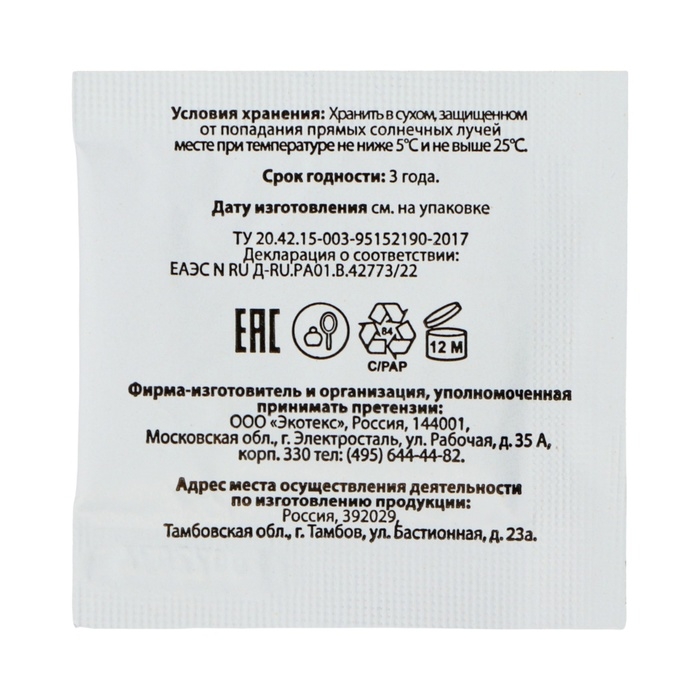 Условия хранения: Хранить в сухом, защищенном
от попадания прямых солнечных лучей
месте при температуре не ниже 5°С и не выше 25°С.
Срок годности: 3 года.
Дату изготовления см. на упаковке
ТУ 20.42.15-003-95152190-2017
Декларация о соответствии:
ЕАЭС N RU Д-RU.РА01.В.42773/22
ЕАС
84
C/PAP
12 M
Фирма-изготовитель и организация, уполномоченная
принимать претензии:
ООО «Экотекс», Россия, 144001,
Московская обл., г. Электросталь, ул. Рабочая, д. 35 А,
корп. 330 тел: (495) 644-44-82.
Адрес места осуществления деятельности
по изготовлению продукции:
Россия, 392029,
Тамбовская обл., г. Тамбов, ул. Бастионная, д. 23а.